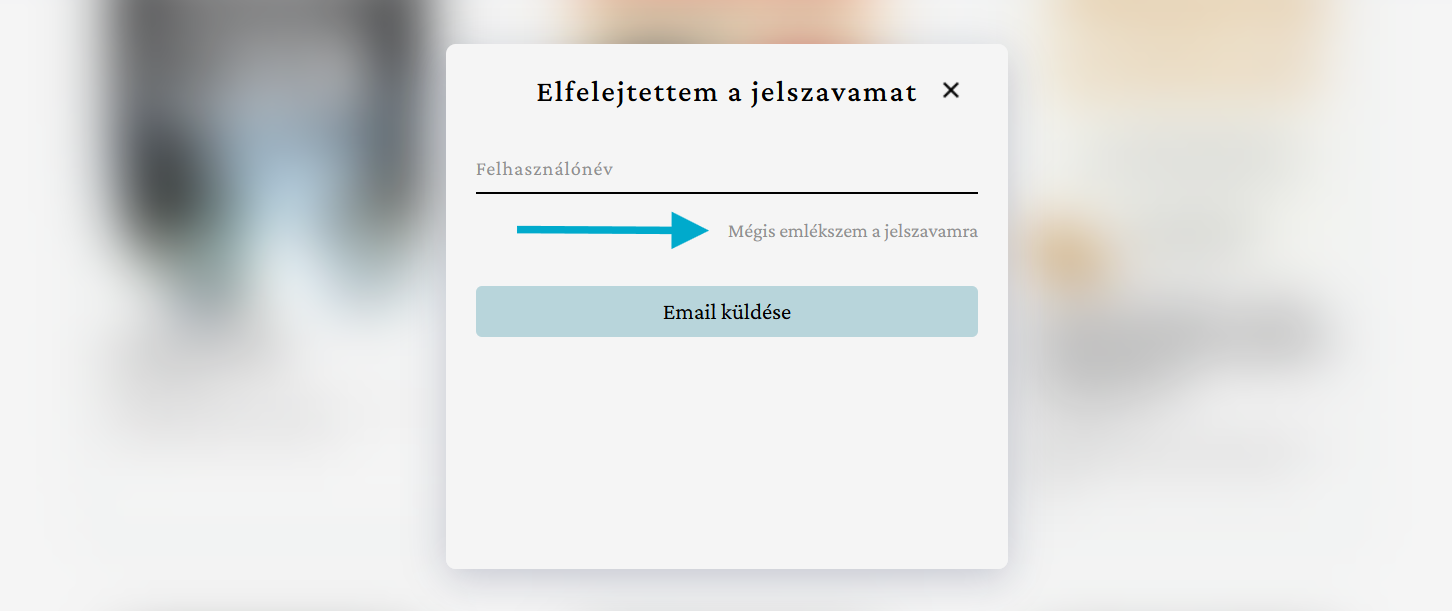 Elfelejtettem a jelszavamat
Felhasználónév
Mégis emlékszem a jelszavamra
Email küldése